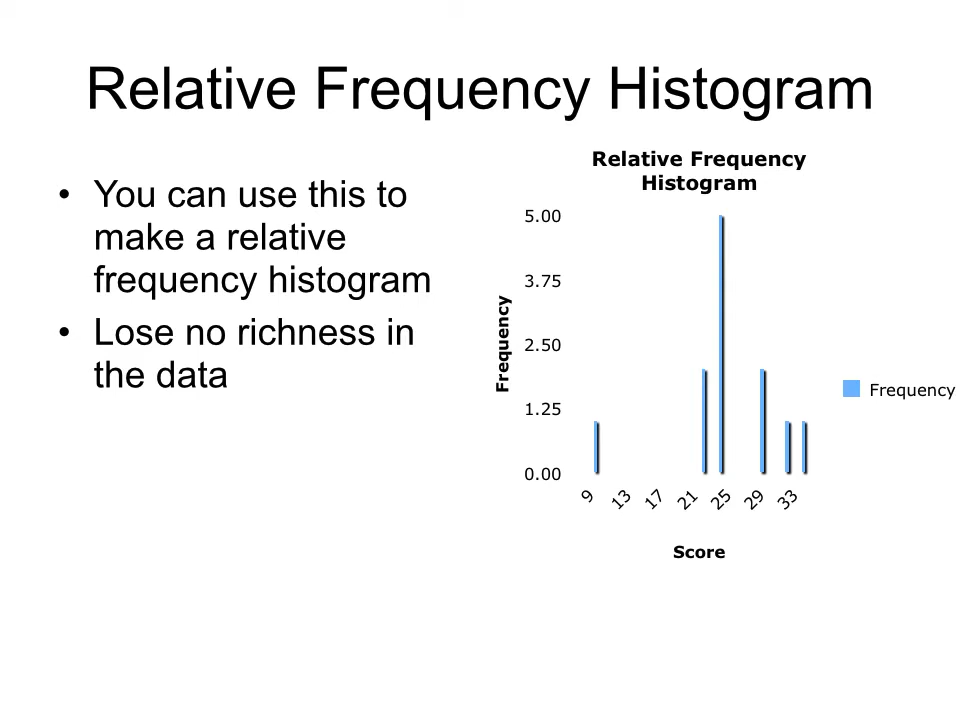 Relative Frequency Histogram
• You can use this to
make a relative
frequency histogram
• Lose no richness in
the data
Relative Frequency
Histogram
5.00
3.75
2.50
1.25
0.00
Frequency
9 13 17 21 25 29 33
Score
Frequency